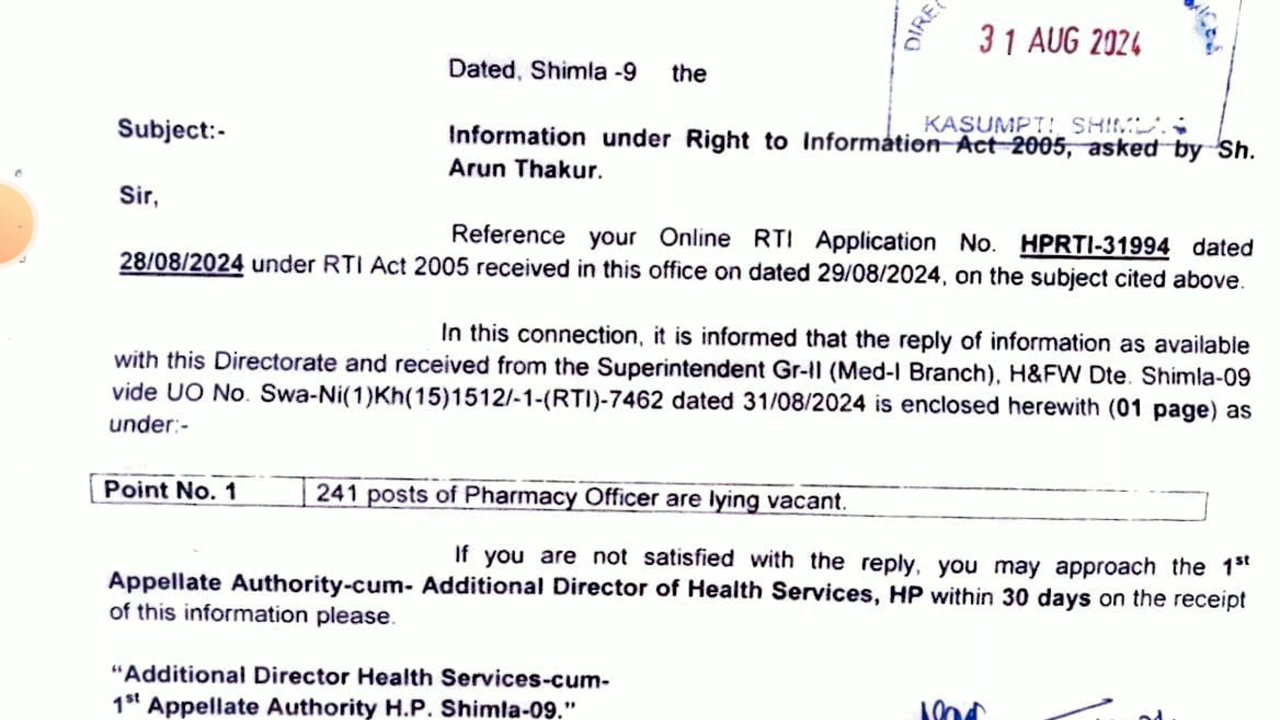 31 AUG 2024
Dated, Shimla -9 the
KASUMPTI, SHIMLA
Subject:-
Information under Right to Information Act 2005, asked by Sh.
Arun Thakur.
Sir,
Reference your Online RTI Application No. HPRTI-31994 dated
28/08/2024 under RTI Act 2005 received in this office on dated 29/08/2024, on the subject cited above.
In this connection, it is informed that the reply of information as available
with this Directorate and received from the Superintendent Gr-II (Med-I Branch), H&FW Dte. Shimla-09
vide UO No. Swa-Ni(1)Kh(15)1512/-1-(RTI)-7462 dated 31/08/2024 is enclosed herewith (01 page) as
under:-
Point No. 1 241 posts of Pharmacy Officer are lying vacant.
If you are not satisfied with the reply, you may approach the 1st
Appellate Authority-cum- Additional Director of Health Services, HP within 30 days on the receipt
of this information please.
“Additional Director Health Services-cum-
1st Appellate Authority H.P. Shimla-09.”